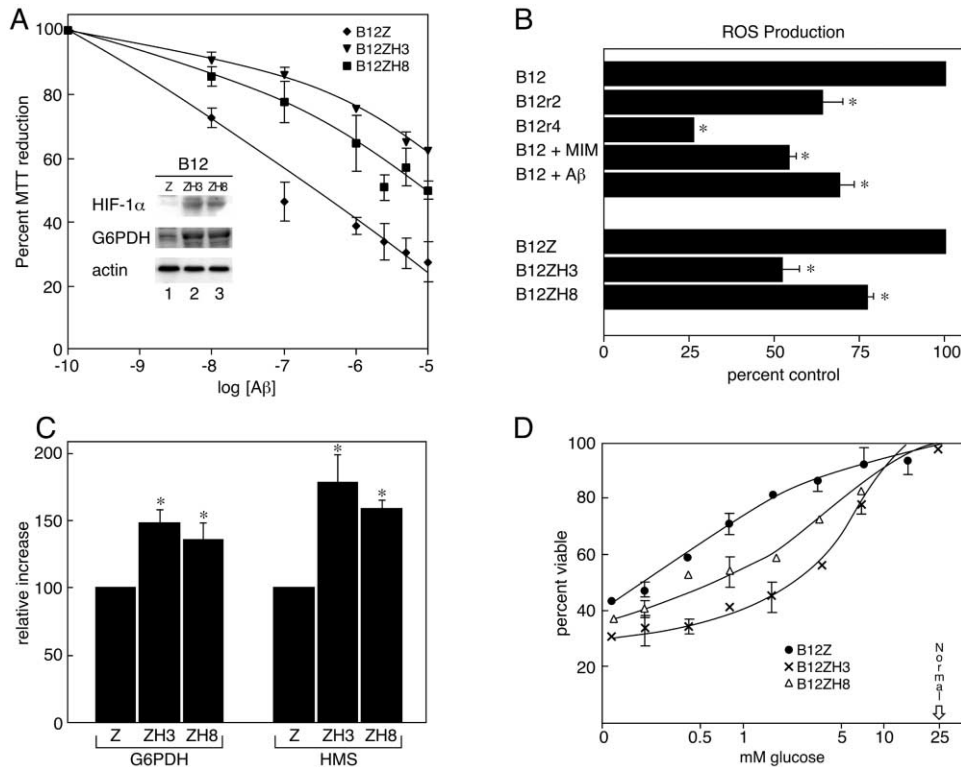 A
Percent MTT reduction
100
80
60
40
20
0
B12Z
B12ZH3
B12ZH8
B12
Z ZH3 ZH8
HIF-1α
G6PDH
actin
1 2 3
-10 -9 -8 -7 -6 -5
log [Aβ]
B
ROS Production
B12
B12r2 *
B12r4 *
B12 + MIM *
B12 + Aβ *
B12Z
B12ZH3 *
B12ZH8 *
0 25 50 75 100
percent control
C
relative increase
200
150
100
50
0
* * * *
Z ZH3 ZH8 Z ZH3 ZH8
G6PDH HMS
D
percent viable
100
80
60
40
20
B12Z
B12ZH3
B12ZH8
Normal
0.5 1 5 10 25
mM glucose